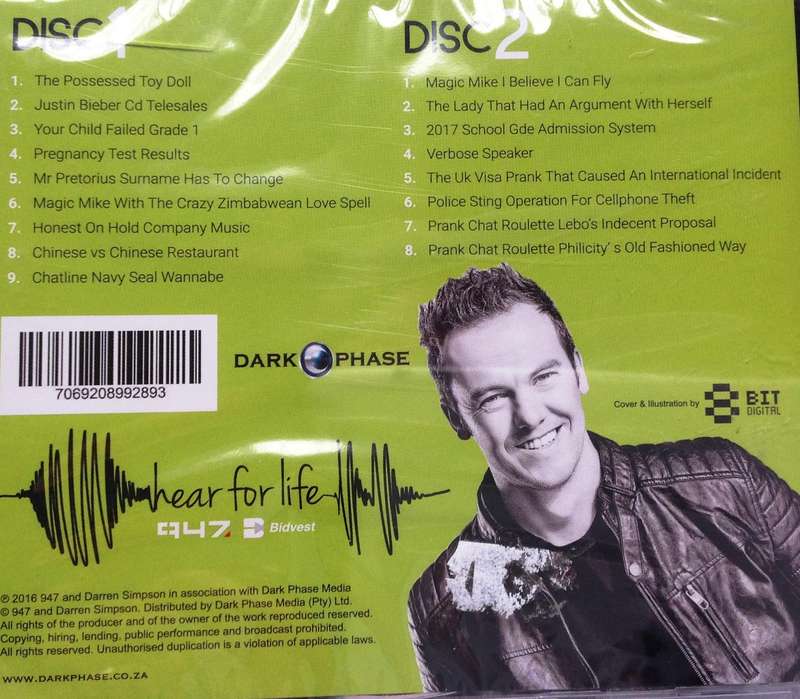 DISC 1
1. The Possessed Toy Doll
2. Justin Bieber Cd Telesales
3. Your Child Failed Grade 1
4. Pregnancy Test Results
5. Mr Pretorius Surname Has To Change
6. Magic Mike With The Crazy Zimbabwean Love Spell
7. Honest On Hold Company Music
8. Chinese vs Chinese Restaurant
9. Chatline Navy Seal Wannabe
DISC 2
1. Magic Mike I Believe I Can Fly
2. The Lady That Had An Argument With Herself
3. 2017 School Gde Admission System
4. Verbose Speaker
5. The Uk Visa Prank That Caused An International Incident
6. Police Sting Operation For Cellphone Theft
7. Prank Chat Roulette Lebo's Indecent Proposal
8. Prank Chat Roulette Philicity' s Old Fashioned Way
7069208992893
DARK PHASE
Cover & Illustration by
B:IT
DIGITAL
hear for life
947 Bidvest
℗ 2016 947 and Darren Simpson in association with Dark Phase Media
© 947 and Darren Simpson. Distributed by Dark Phase Media (Pty) Ltd.
All rights of the producer and of the owner of the work reproduced reserved.
Copying, hiring, lending, public performance and broadcast prohibited.
All rights reserved. Unauthorised duplication is a violation of applicable laws.
WWW.DARKPHASE.CO.ZA